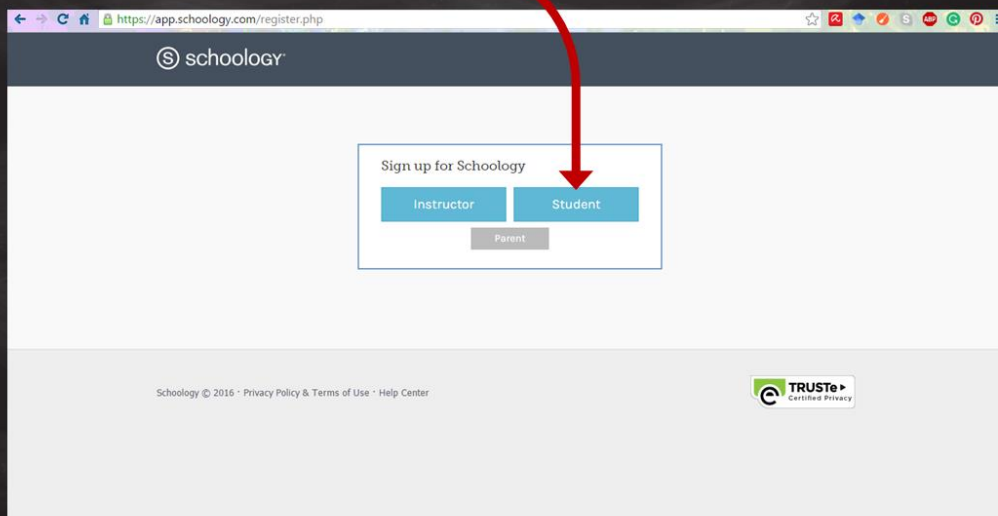 https://app.schoology.com/register.php
S schoology
Sign up for Schoology
Instructor Student
Parent
Schoology © 2016 · Privacy Policy & Terms of Use · Help Center
TRUSTe
Certified Privacy
ABP